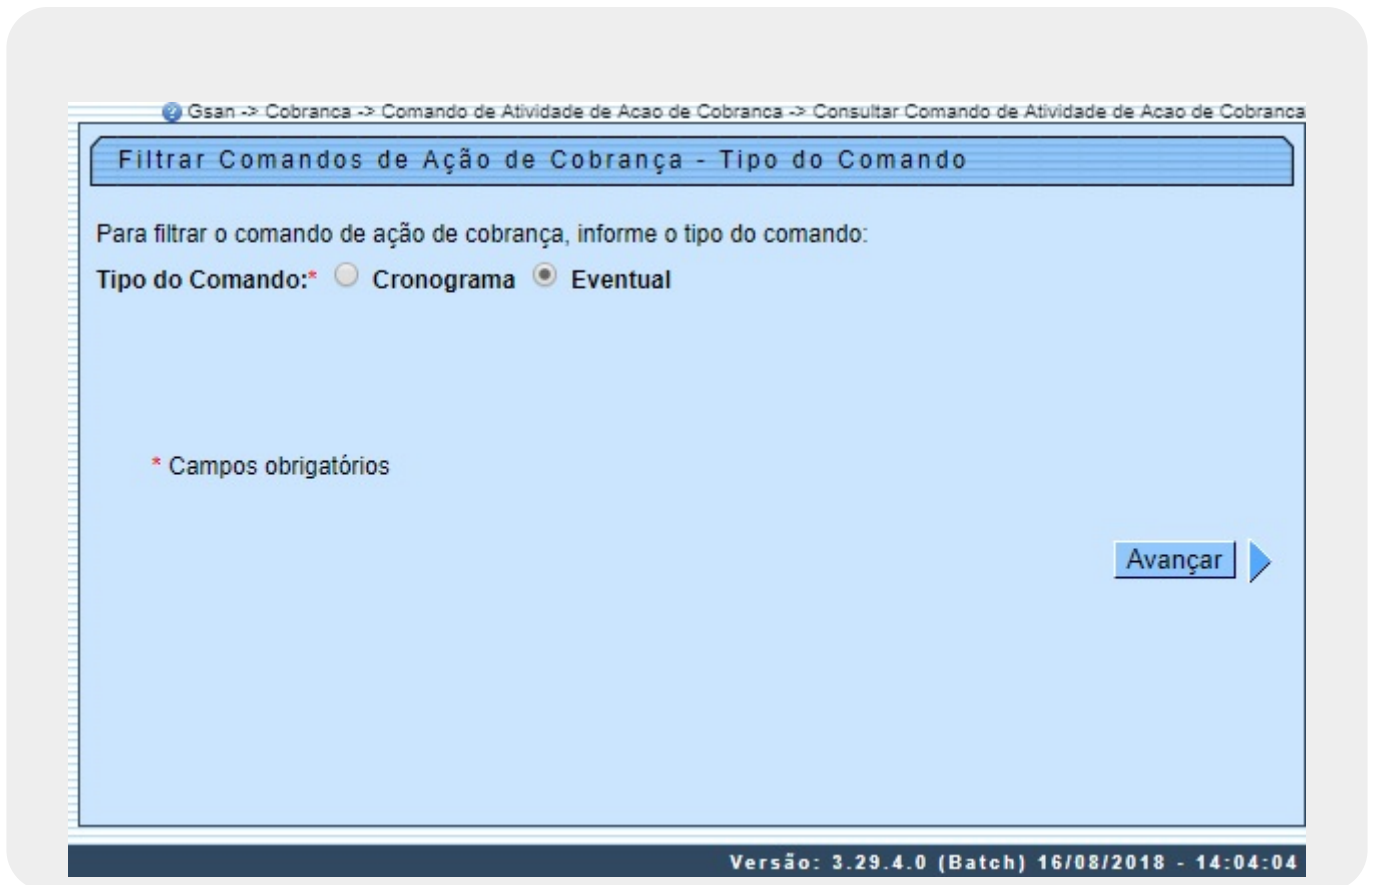 Gsan -> Cobranca -> Comando de Atividade de Acao de Cobranca -> Consultar Comando de Atividade de Acao de Cobranca
Filtrar Comandos de Ação de Cobrança - Tipo do Comando
Para filtrar o comando de ação de cobrança, informe o tipo do comando:
Tipo do Comando:* Cronograma Eventual
* Campos obrigatórios
Avançar
Versão: 3.29.4.0 (Batch) 16/08/2018 - 14:04:04